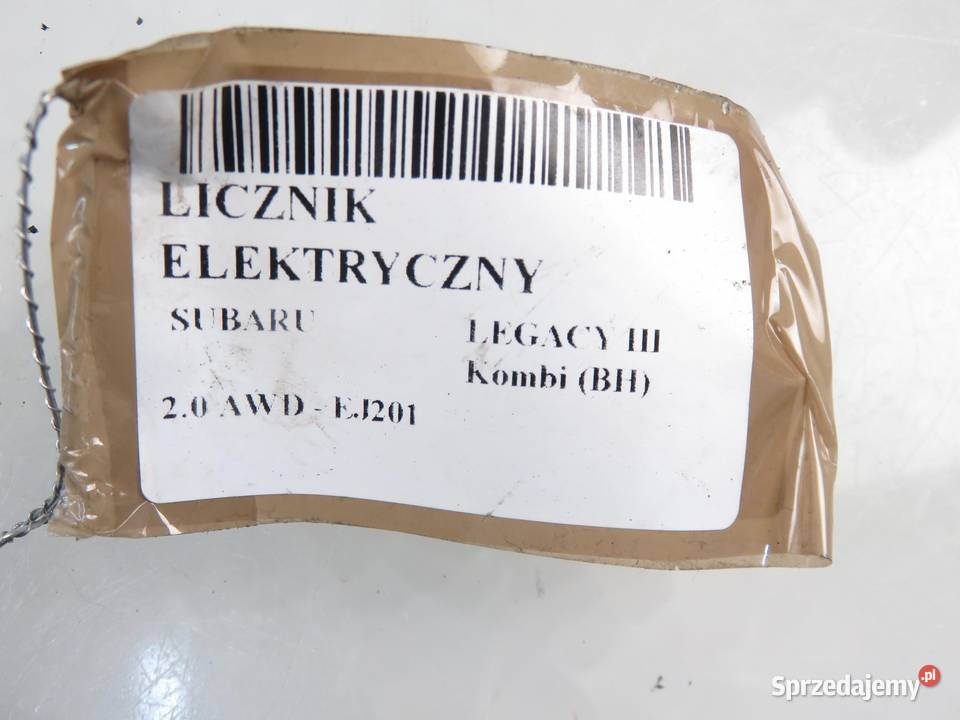 LICZNIK
ELEKTRYCZNY
SUBARU
LEGACY III
Kombi (BH)
2.0 AWD - EJ201
Sprzedajemy.pl